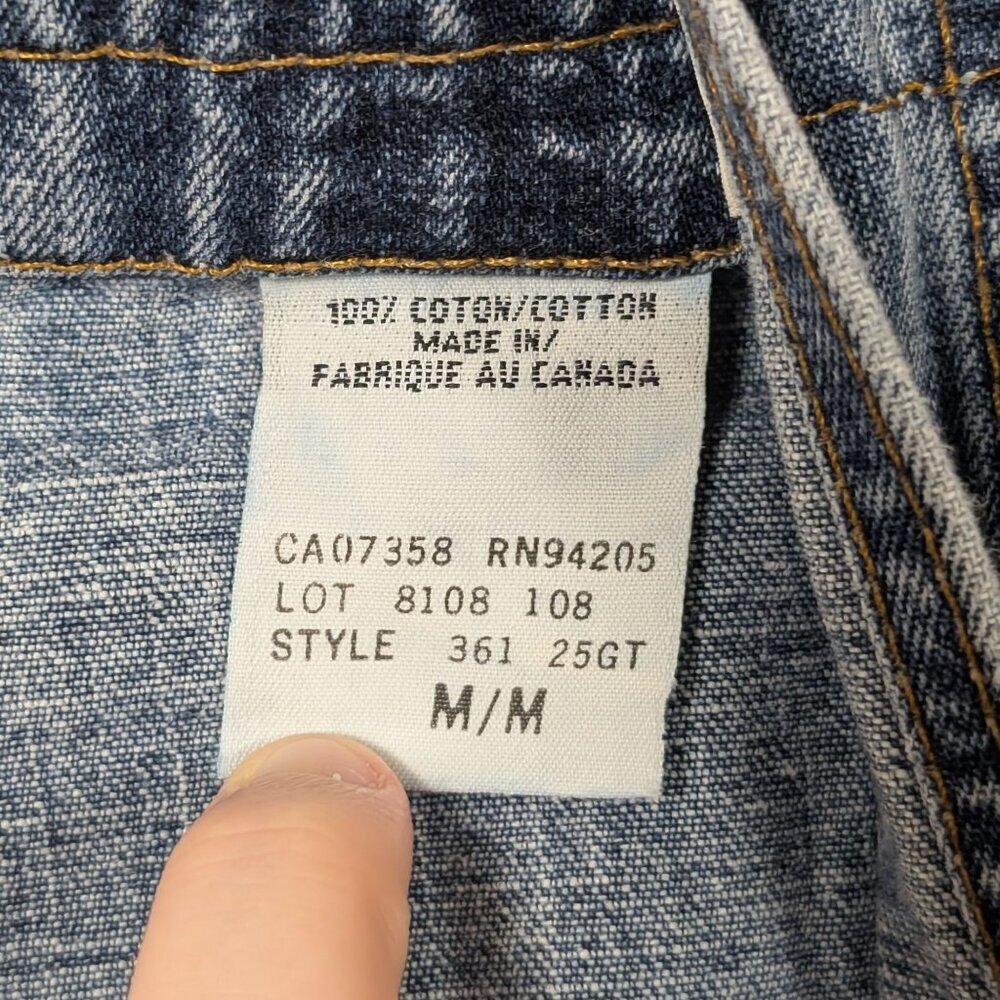 100% COTON/COTTON
MADE IN/
FABRIQUE AU CANADA
CA07358 RN94205
LOT 8108 108
STYLE 361 25GT
M/M